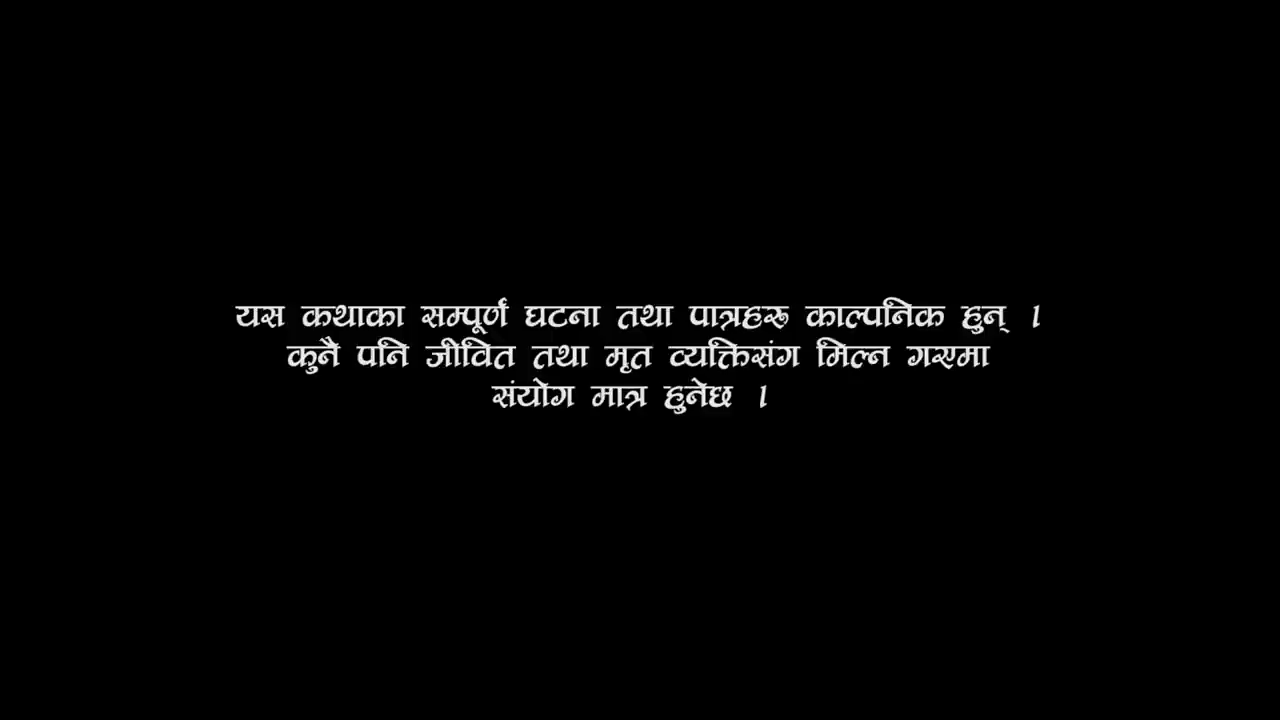 यस कथाका सम्पूर्ण घटना तथा पात्रहरू काल्पनिक हुन् ।
कुनै पनि जीवित तथा मृत व्यक्तिसंग मिल्न गएमा
संयोग मात्र हुनेछ ।